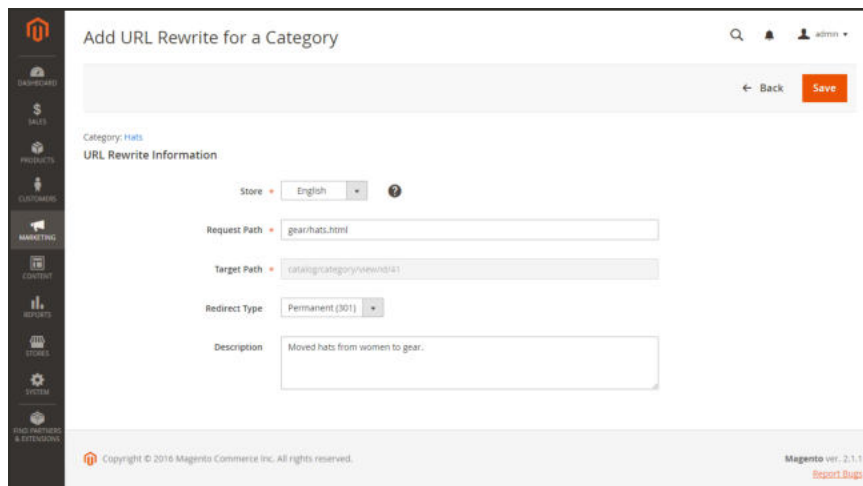 Add URL Rewrite for a Category
admin
DASHBOARD
SALES
PRODUCTS
CUSTOMERS
MARKETING
CONTENT
REPORTS
STORES
SYSTEM
FIND PARTNERS
& EXTENSIONS
← Back
Save
Category: Hats
URL Rewrite Information
Store * English ?
Request Path * gear/hats.html
Target Path * catalog/category/view/id/41
Redirect Type Permanent (301)
Description Moved hats from women to gear.
Copyright © 2016 Magento Commerce Inc. All rights reserved.
Magento ver. 2.1.1
Report Bugs